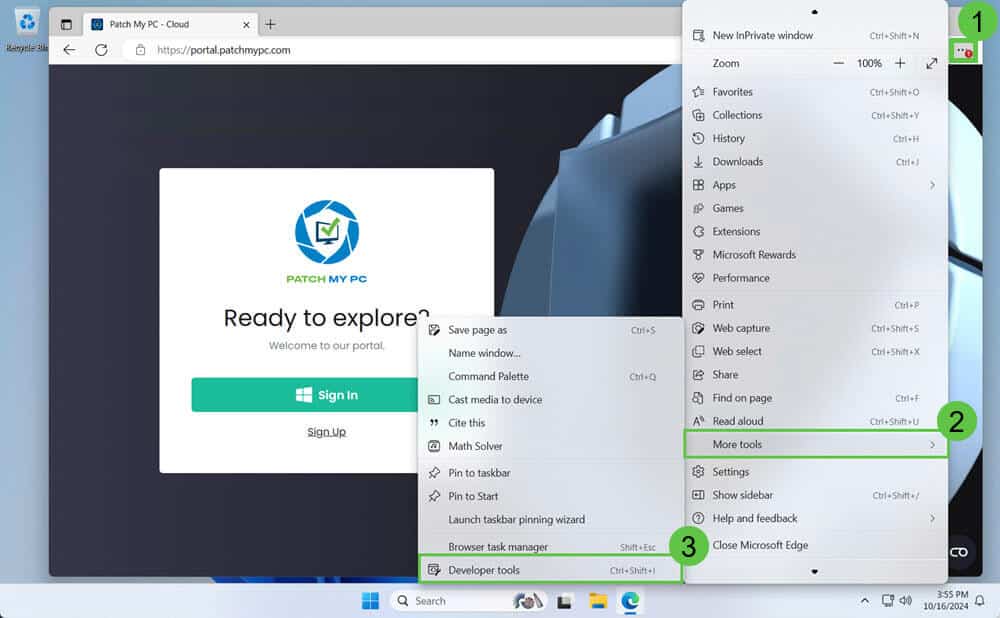 Recycle Bin
Patch My PC - Cloud
https://portal.patchmypc.com
1
New InPrivate window Ctrl+Shift+N
Zoom 100%
Favorites Ctrl+Shift+O
Collections Ctrl+Shift+Y
History Ctrl+H
Downloads Ctrl+J
Apps
Games
Extensions
Microsoft Rewards
Performance
Print Ctrl+P
Web capture Ctrl+Shift+S
Web select Ctrl+Shift+X
Share
Find on page Ctrl+F
Read aloud Ctrl+Shift+U
2
More tools
Settings
Show sidebar Ctrl+Shift+/
Help and feedback
Close Microsoft Edge
PATCH MY PC
Ready to explore?
Welcome to our portal.
Sign In
Sign Up
Save page as Ctrl+S
Name window...
Command Palette Ctrl+Q
Cast media to device
Cite this
Math Solver
Pin to taskbar
Pin to Start
Launch taskbar pinning wizard
Browser task manager Shift+Esc
3
Developer tools Ctrl+Shift+I
Search
3:55 PM
10/16/2024